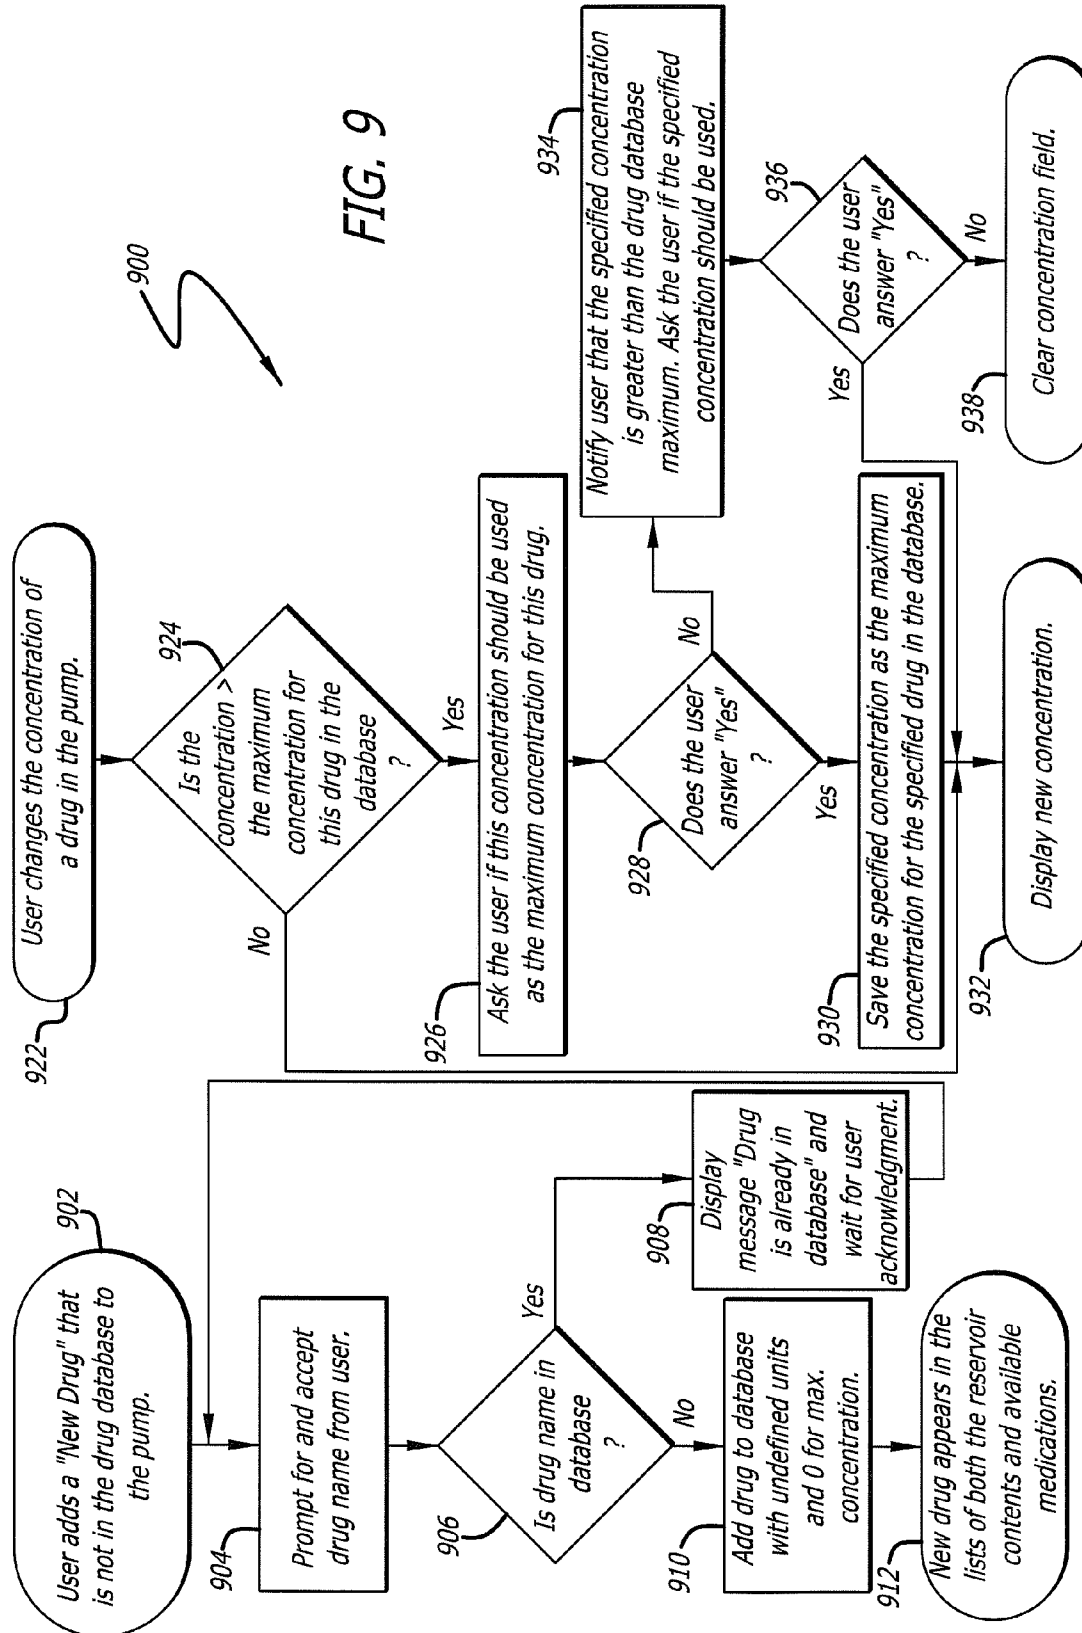 902
User adds a "New Drug" that
is not in the drug database to
the pump.
904
Prompt for and accept
drug name from user.
906
Is drug name in
database
?
Yes
No
908
Display
message "Drug
is already in
database" and
wait for user
acknowledgment.
910
Add drug to database
with undefined units
and 0 for max.
concentration.
912
New drug appears in the
lists of both the reservoir
contents and available
medications.
922
User changes the concentration of
a drug in the pump.
924
Is the
concentration >
the maximum
concentration for
this drug in the
database
?
No
Yes
926
Ask the user if this concentration should be used
as the maximum concentration for this drug.
928
Does the user
answer "Yes"
?
No
Yes
930
Save the specified concentration as the maximum
concentration for the specified drug in the database.
932
Display new concentration.
934
Notify user that the specified concentration
is greater than the drug database
maximum. Ask the user if the specified
concentration should be used.
936
Does the user
answer "Yes"
?
Yes
No
938
Clear concentration field.
900
FIG. 9